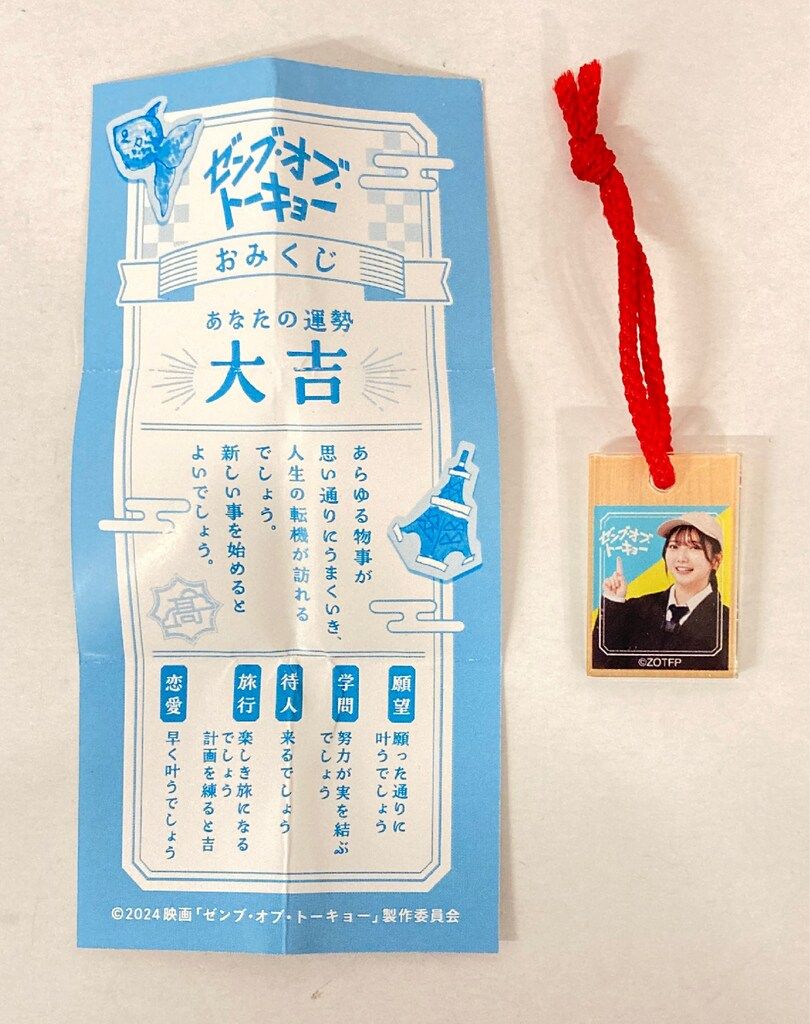 ゼンブ・オブ・
トーキョー
おみくじ
あなたの運勢
大吉
あらゆる物事が
思い通りにうまくいき、
人生の転機が訪れる
でしょう。
新しい事を始めると
よいでしょう。
願望
願った通りに
叶うでしょう
学問
努力が実を結ぶ
でしょう
待人
来るでしょう
旅行
楽しき旅になる
でしょう
計画を練ると吉
恋愛
早く叶うでしょう
©2024映画「ゼンブ・オブ・トーキョー」製作委員会
ゼンブ・オブ・
トーキョー
©ZOTFP